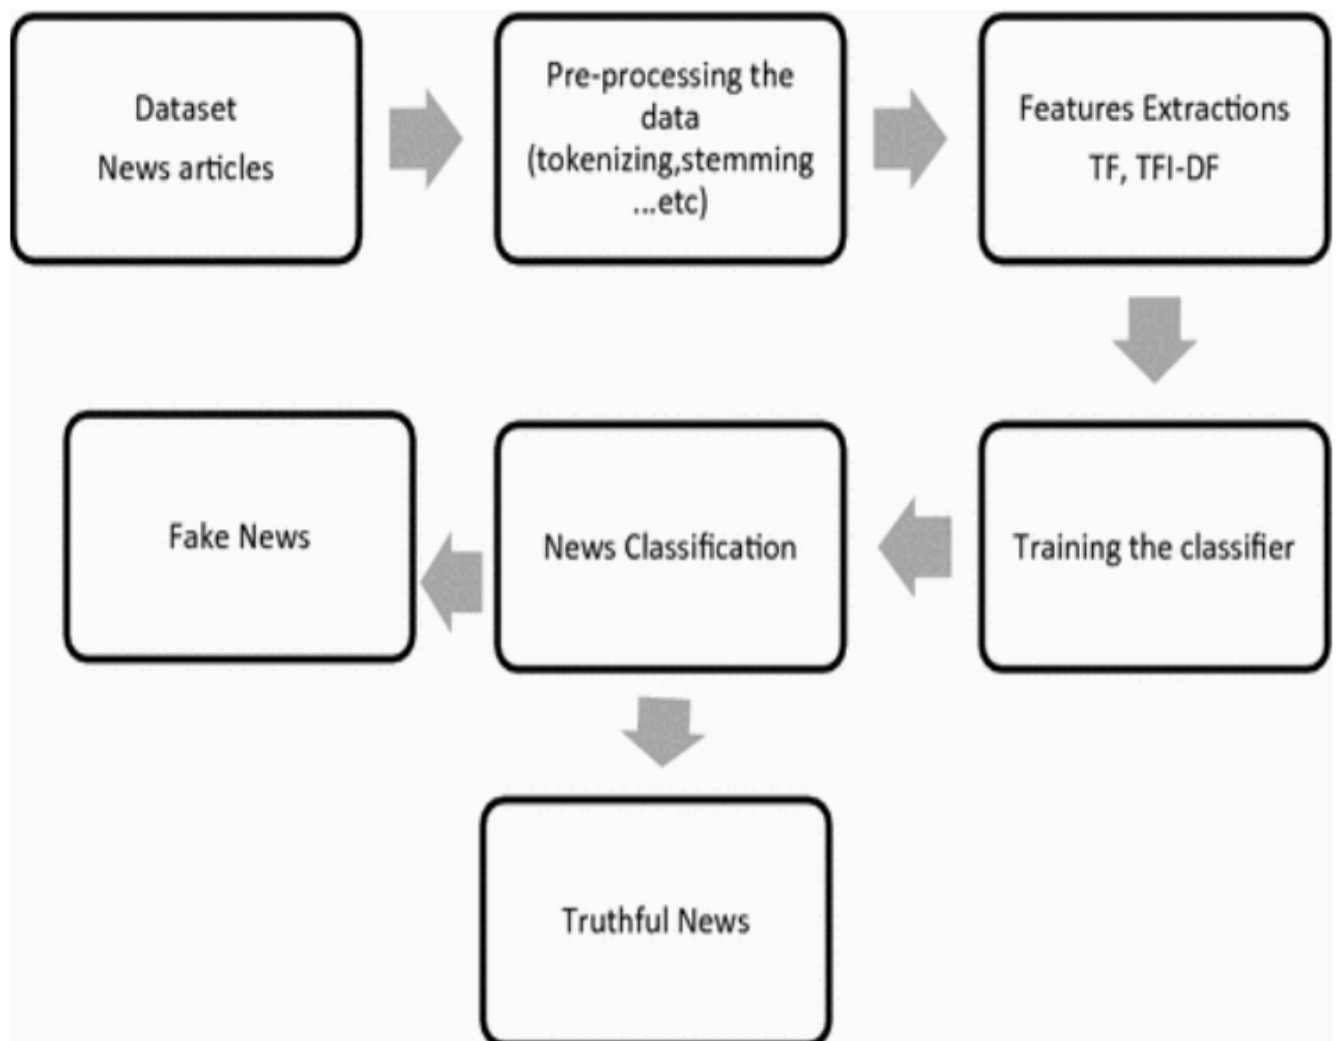 Dataset
News articles
Pre-processing the
data
(tokenizing,stemming
...etc)
Features Extractions
TF, TFI-DF
Fake News
News Classification
Training the classifier
Truthful News